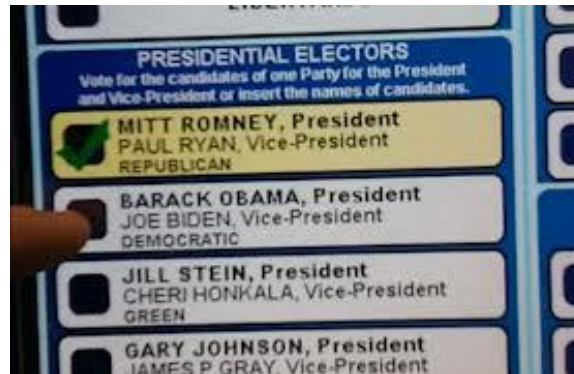 PRESIDENTIAL ELECTORS
Vote for the candidates of one Party for the President
and Vice-President or insert the names of candidates.
MITT ROMNEY, President
PAUL RYAN, Vice-President
REPUBLICAN
BARACK OBAMA, President
JOE BIDEN, Vice-President
DEMOCRATIC
JILL STEIN, President
CHERI HONKALA, Vice-President
GREEN
GARY JOHNSON, President
JAMES P GRAY, Vice-President